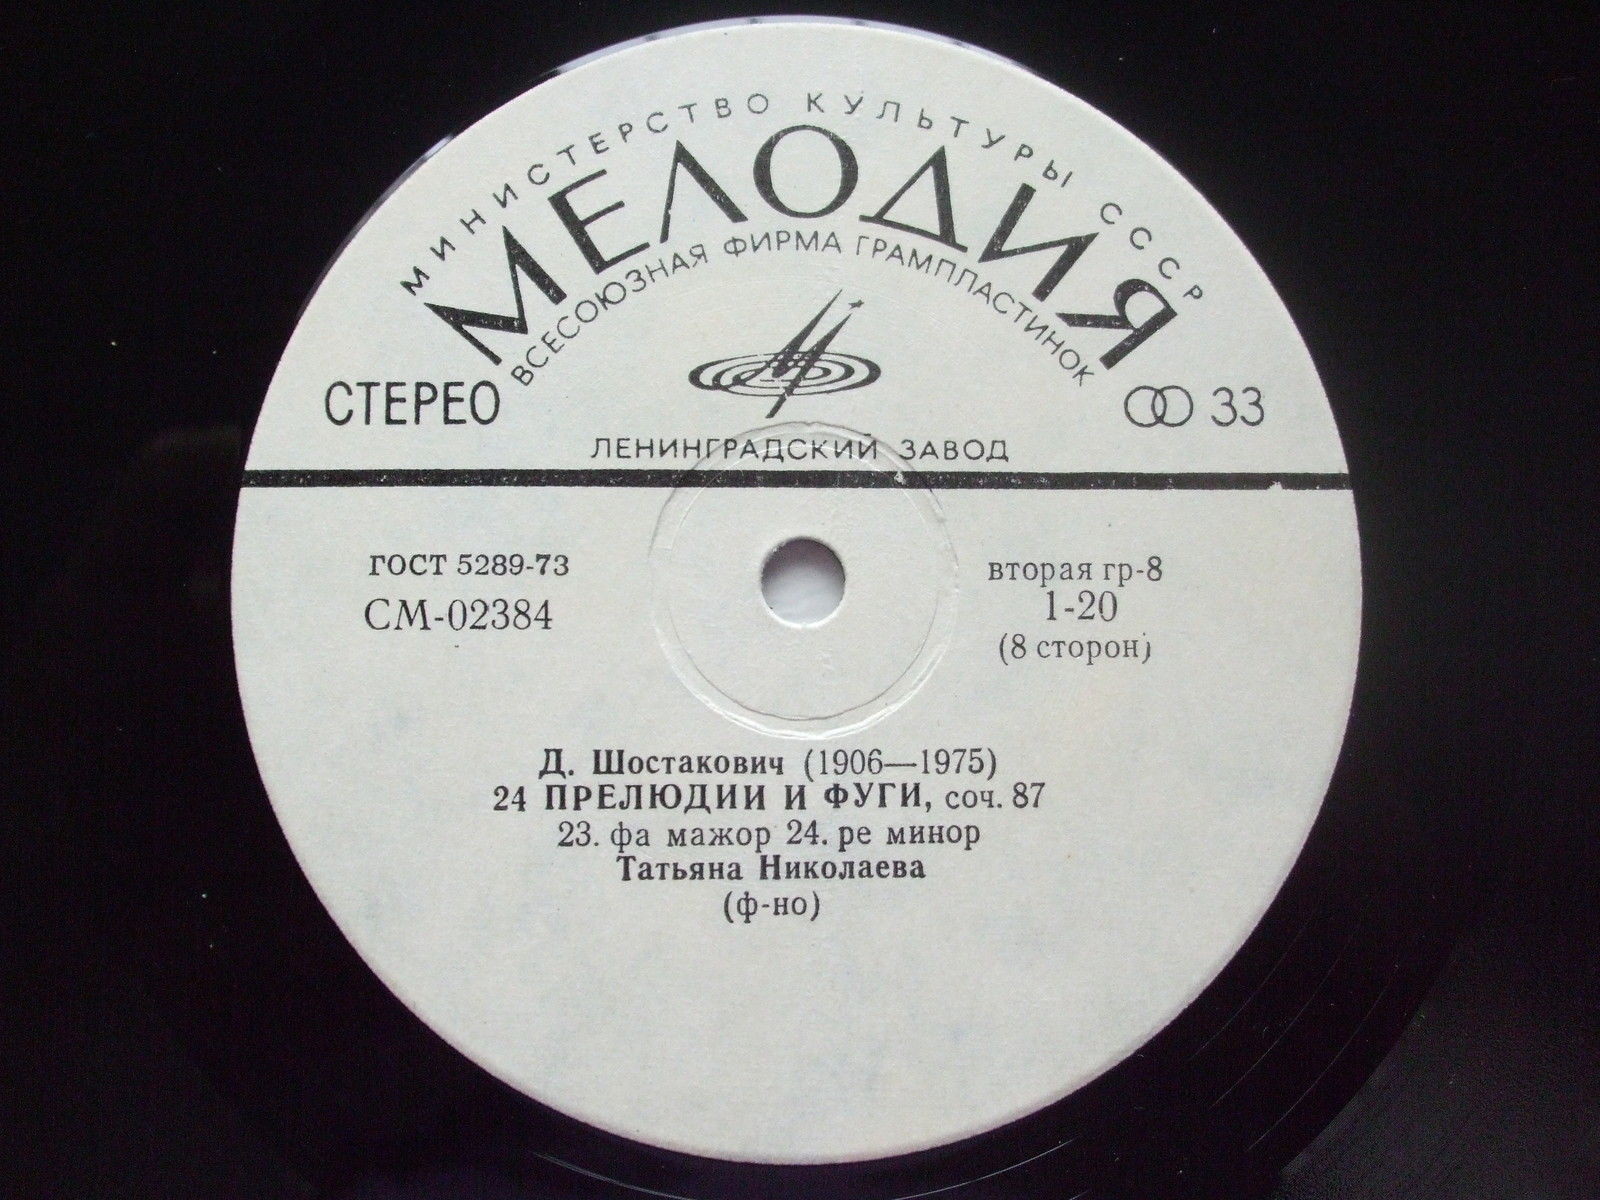 МИНИСТЕРСТВО КУЛЬТУРЫ СССР
МЕЛОДИЯ
ВСЕСОЮЗНАЯ ФИРМА ГРАМПЛАСТИНОК
СТЕРЕО
33
ЛЕНИНГРАДСКИЙ ЗАВОД
ГОСТ 5289-73
СМ-02384
вторая гр-8
1-20
(8 сторон)
Д. Шостакович (1906—1975)
24 ПРЕЛЮДИИ И ФУГИ, соч. 87
23. фа мажор 24. ре минор
Татьяна Николаева
(ф-но)